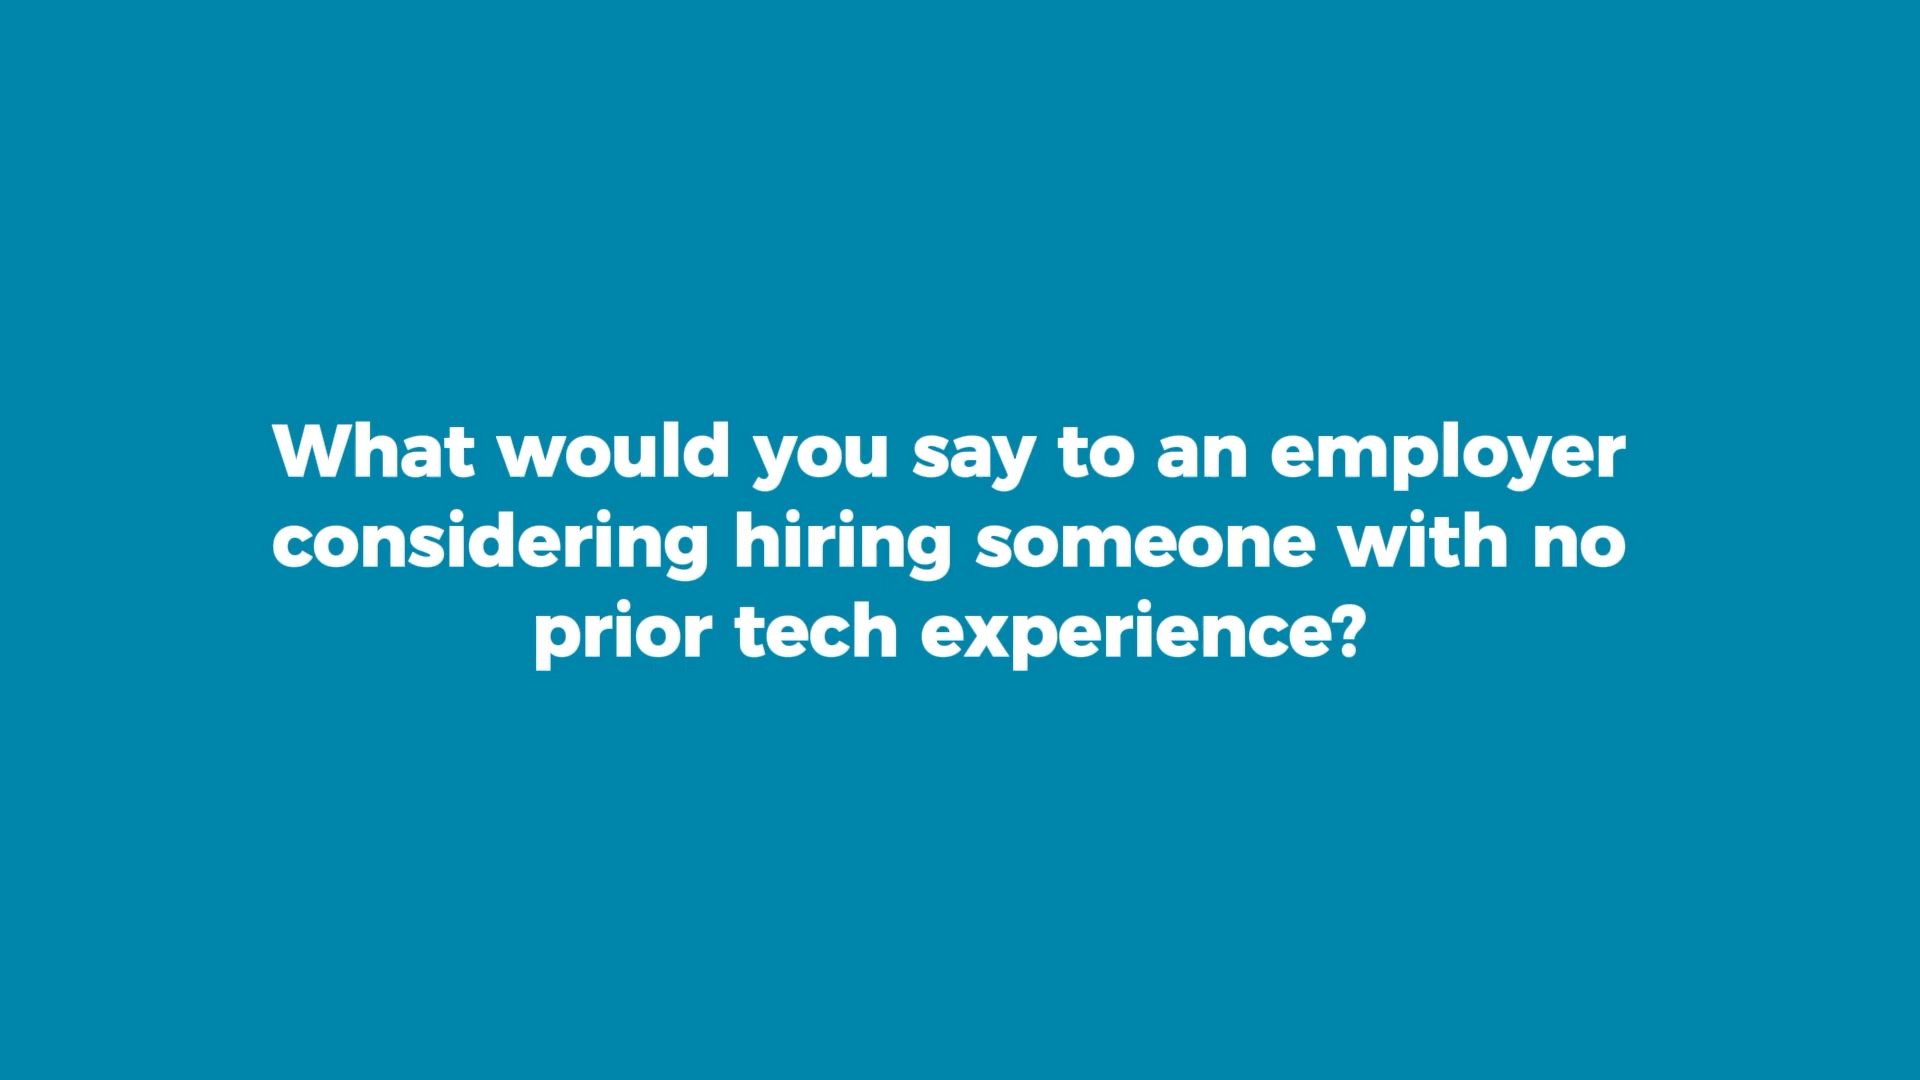 What would you say to an employer
considering hiring someone with no
prior tech experience?